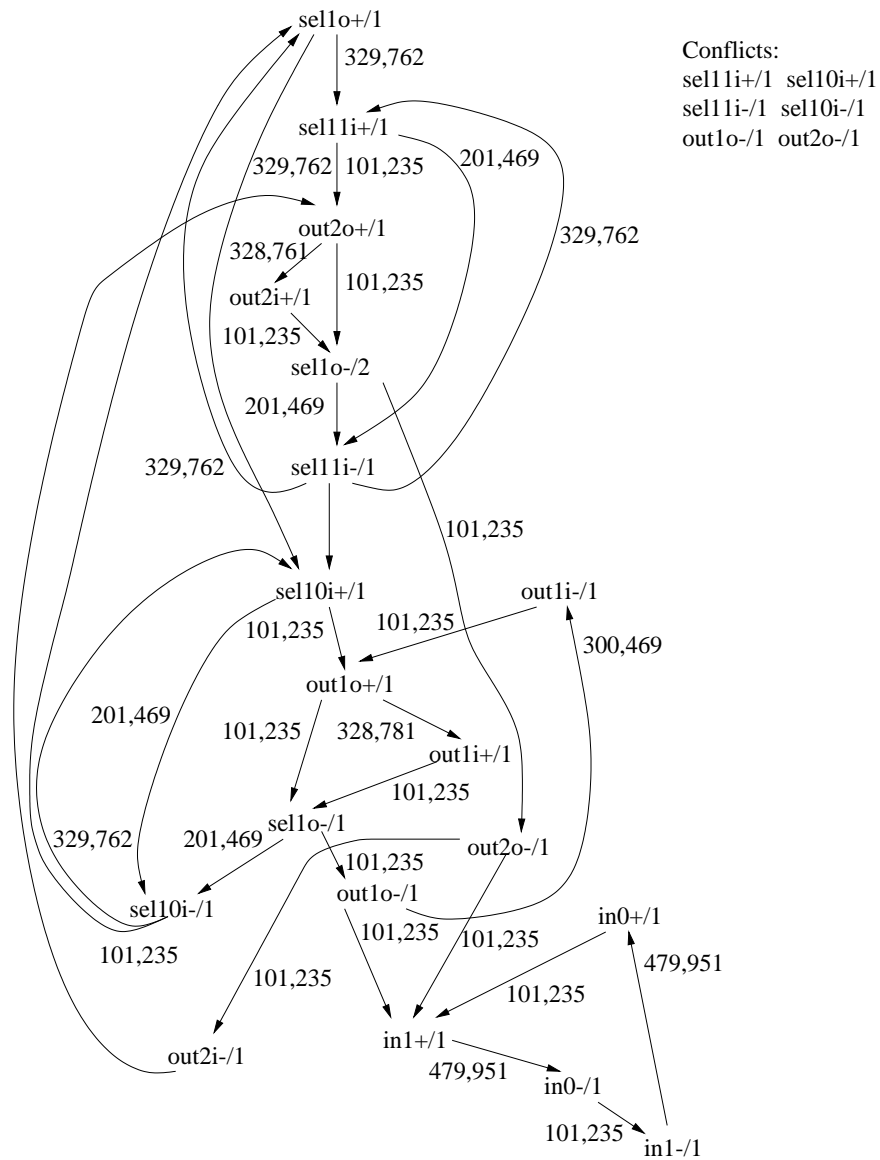 sel1o+/1
Conflicts:
329,762
sel11i+/1 sel10i+/1
sel11i-/1 sel10i-/1
sel11i+/1
out1o-/1 out2o-/1
329,762
101,235
201,469
out2o+/1
329,762
328,761
101,235
out2i+/1
101,235
sel1o-/2
201,469
329,762
sel11i-/1
101,235
sel10i+/1
out1i-/1
101,235
101,235
300,469
out1o+/1
201,469
101,235
328,781
out1i+/1
101,235
sel1o-/1
329,762
201,469
out2o-/1
101,235
out1o-/1
sel10i-/1
in0+/1
101,235
101,235
101,235
479,951
101,235
101,235
in1+/1
out2i-/1
479,951
in0-/1
101,235
in1-/1